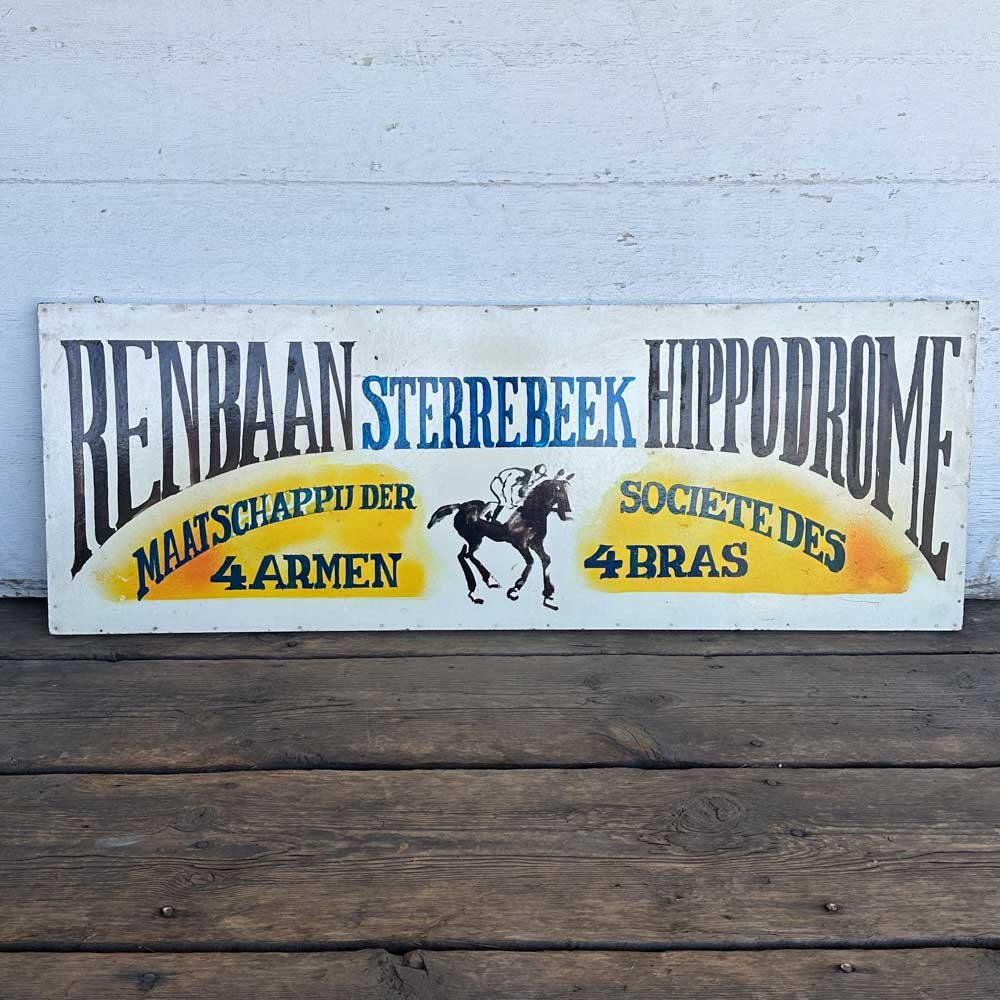 RENBAAN STERREBEEK HIPPODROME
MAATSCHAPPIJ DER
4 ARMEN
SOCIETE DES
4 BRAS